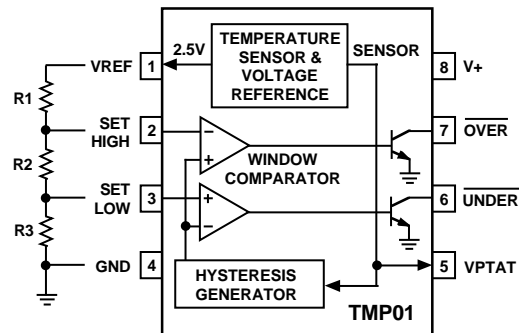 TEMPERATURE
SENSOR &
VOLTAGE
REFERENCE
2.5V
SENSOR
VREF
1
8
V+
R1
SET
HIGH
2
7
OVER
R2
WINDOW
COMPARATOR
SET
LOW
3
6
UNDER
R3
GND
4
5
VPTAT
HYSTERESIS
GENERATOR
TMP01